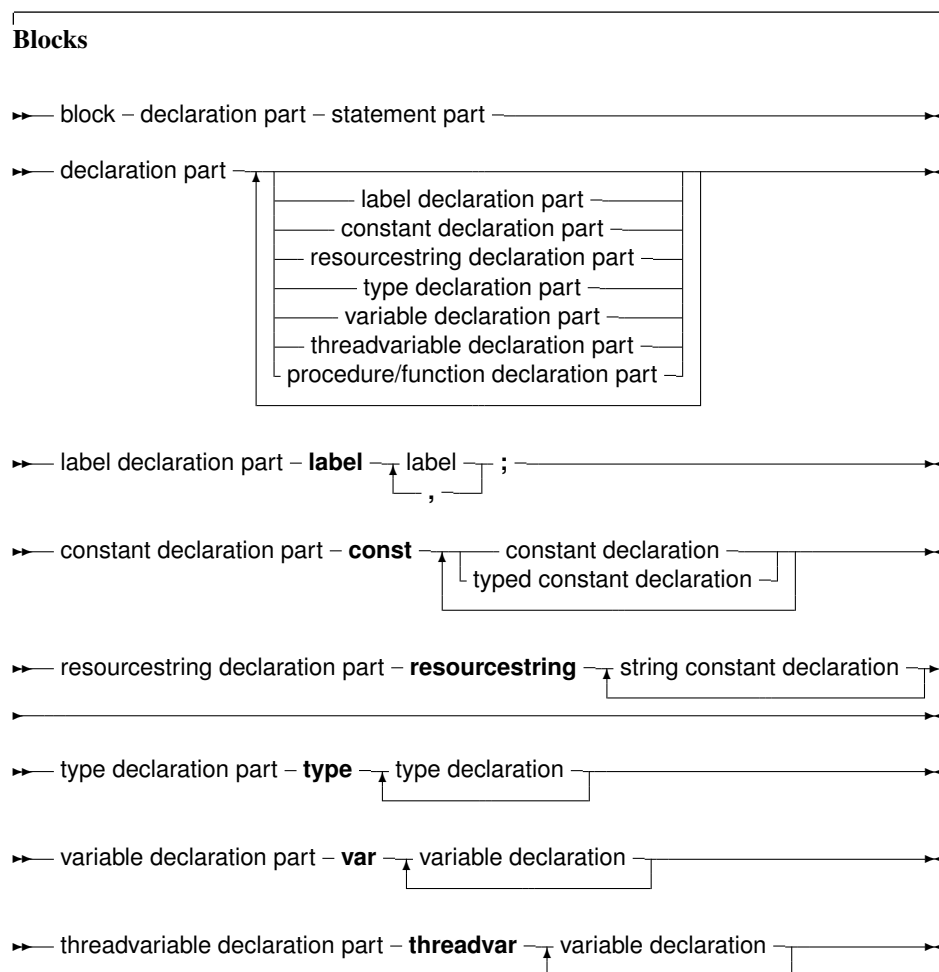 Blocks
block declaration part statement part
declaration part
label declaration part
constant declaration part
resourcestring declaration part
type declaration part
variable declaration part
threadvariable declaration part
procedure/function declaration part
label declaration part label label ;
,
constant declaration part const constant declaration
typed constant declaration
resourcestring declaration part resourcestring string constant declaration
type declaration part type type declaration
variable declaration part var variable declaration
threadvariable declaration part threadvar variable declaration